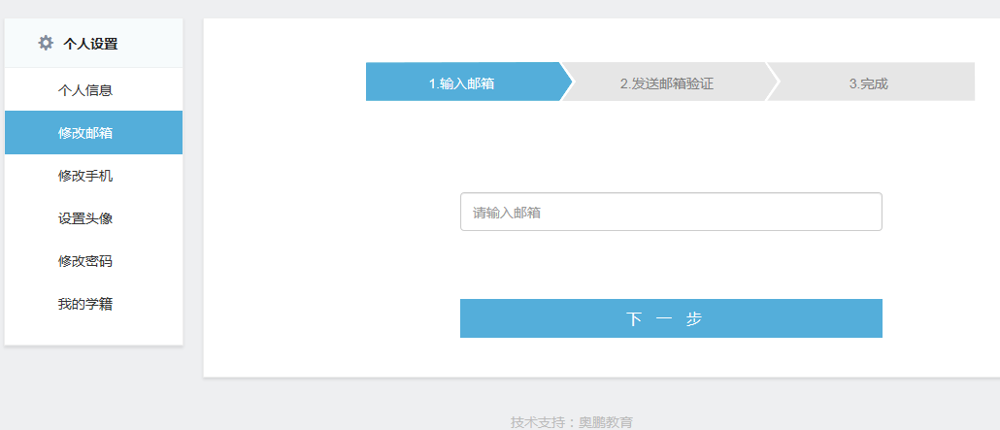 个人设置
个人信息
修改邮箱
修改手机
设置头像
修改密码
我的学籍
1.输入邮箱
2.发送邮箱验证
3.完成
请输入邮箱
下 一 步
技术支持：奥鹏教育